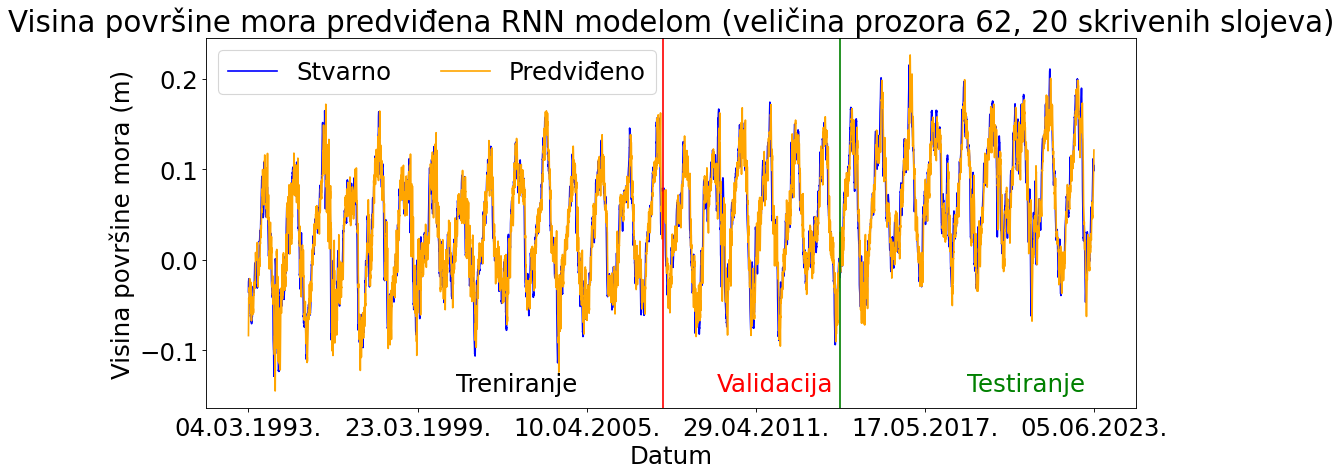 Visina površine mora predviđena RNN modelom (veličina prozora 62, 20 skrivenih slojeva)
Stvarno Predviđeno
Visina površine mora (m)
0.2
0.1
0.0
−0.1
Treniranje Validacija Testiranje
04.03.1993. 23.03.1999. 10.04.2005. 29.04.2011. 17.05.2017. 05.06.2023.
Datum